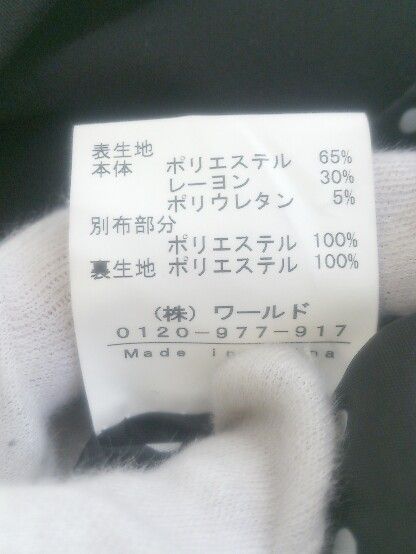 表生地
本体 ポリエステル 65%
レーヨン 30%
ポリウレタン 5%
別布部分
ポリエステル 100%
裏生地 ポリエステル 100%
(株) ワールド
0120-977-917
Made in